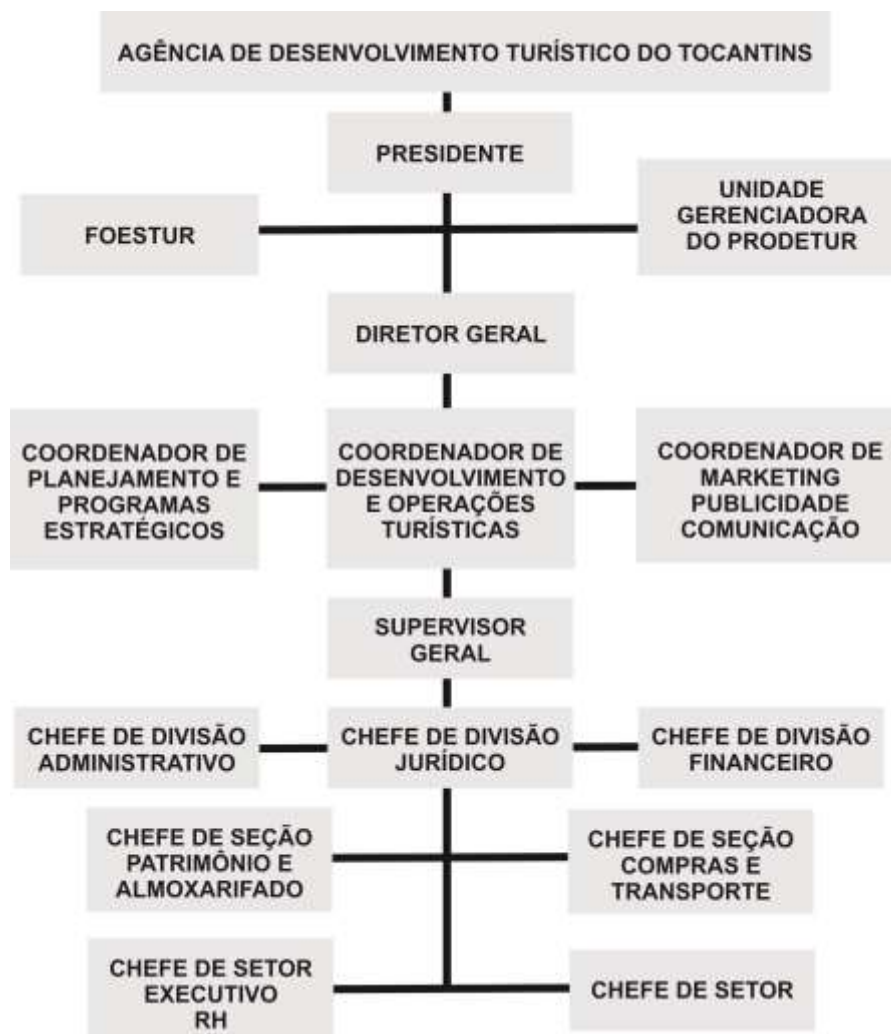 AGÊNCIA DE DESENVOLVIMENTO TURÍSTICO DO TOCANTINS
PRESIDENTE
FOESTUR
UNIDADE
GERENCIADORA
DO PRODETUR
DIRETOR GERAL
COORDENADOR DE
PLANEJAMENTO E
PROGRAMAS
ESTRATÉGICOS
COORDENADOR DE
DESENVOLVIMENTO
E OPERAÇÕES
TURÍSTICAS
COORDENADOR DE
MARKETING
PUBLICIDADE
COMUNICAÇÃO
SUPERVISOR
GERAL
CHEFE DE DIVISÃO
ADMINISTRATIVO
CHEFE DE DIVISÃO
JURÍDICO
CHEFE DE DIVISÃO
FINANCEIRO
CHEFE DE SEÇÃO
PATRIMÔNIO E
ALMOXARIFADO
CHEFE DE SEÇÃO
COMPRAS E
TRANSPORTE
CHEFE DE SETOR
EXECUTIVO
RH
CHEFE DE SETOR